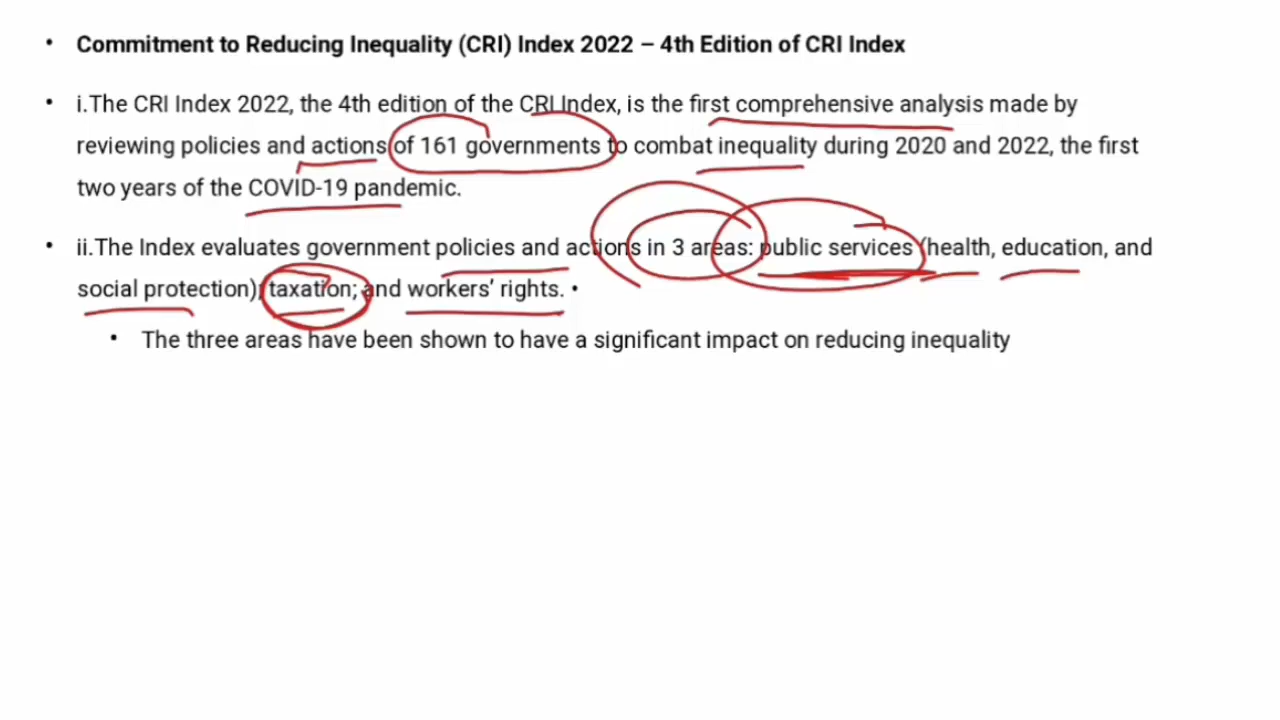 • Commitment to Reducing Inequality (CRI) Index 2022 – 4th Edition of CRI Index
• i.The CRI Index 2022, the 4th edition of the CRI Index, is the first comprehensive analysis made by
reviewing policies and actions of 161 governments to combat inequality during 2020 and 2022, the first
two years of the COVID-19 pandemic.
• ii.The Index evaluates government policies and actions in 3 areas: public services (health, education, and
social protection); taxation; and workers' rights. •
• The three areas have been shown to have a significant impact on reducing inequality